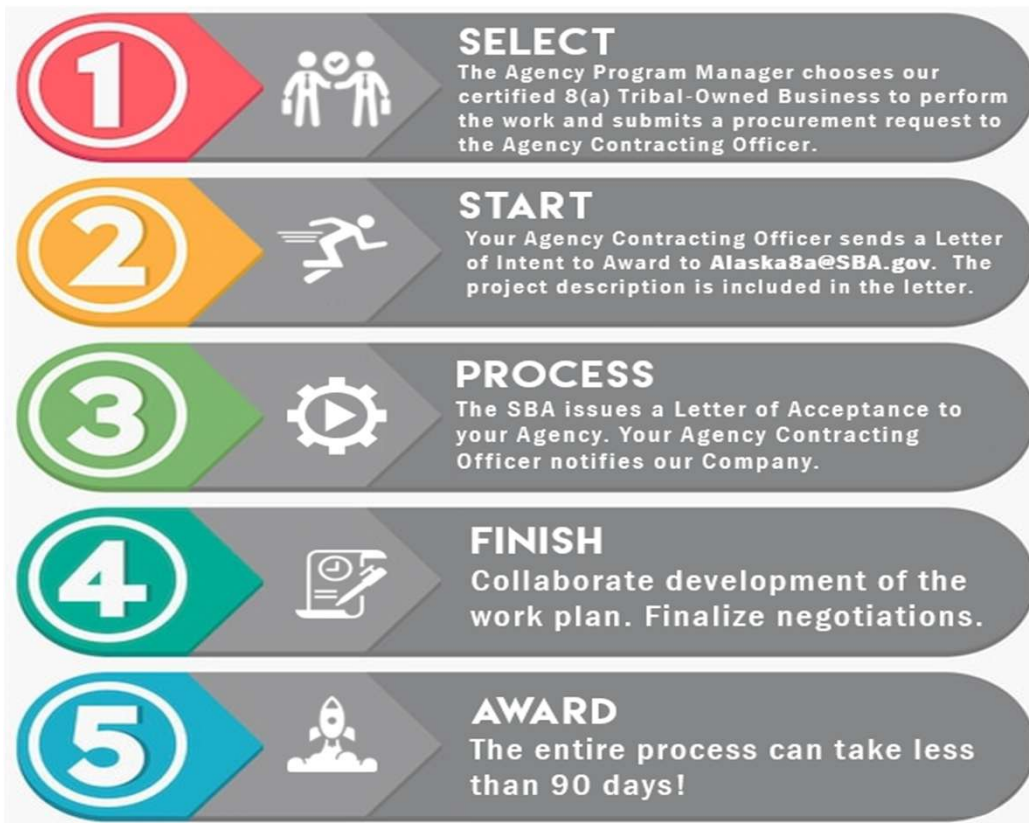 1
SELECT
The Agency Program Manager chooses our
certified 8(a) Tribal-Owned Business to perform
the work and submits a procurement request to
the Agency Contracting Officer.
2
START
Your Agency Contracting Officer sends a Letter
of Intent to Award to Alaska8a@SBA.gov. The
project description is included in the letter.
3
PROCESS
The SBA issues a Letter of Acceptance to
your Agency. Your Agency Contracting
Officer notifies our Company.
4
FINISH
Collaborate development of the
work plan. Finalize negotiations.
5
AWARD
The entire process can take less
than 90 days!